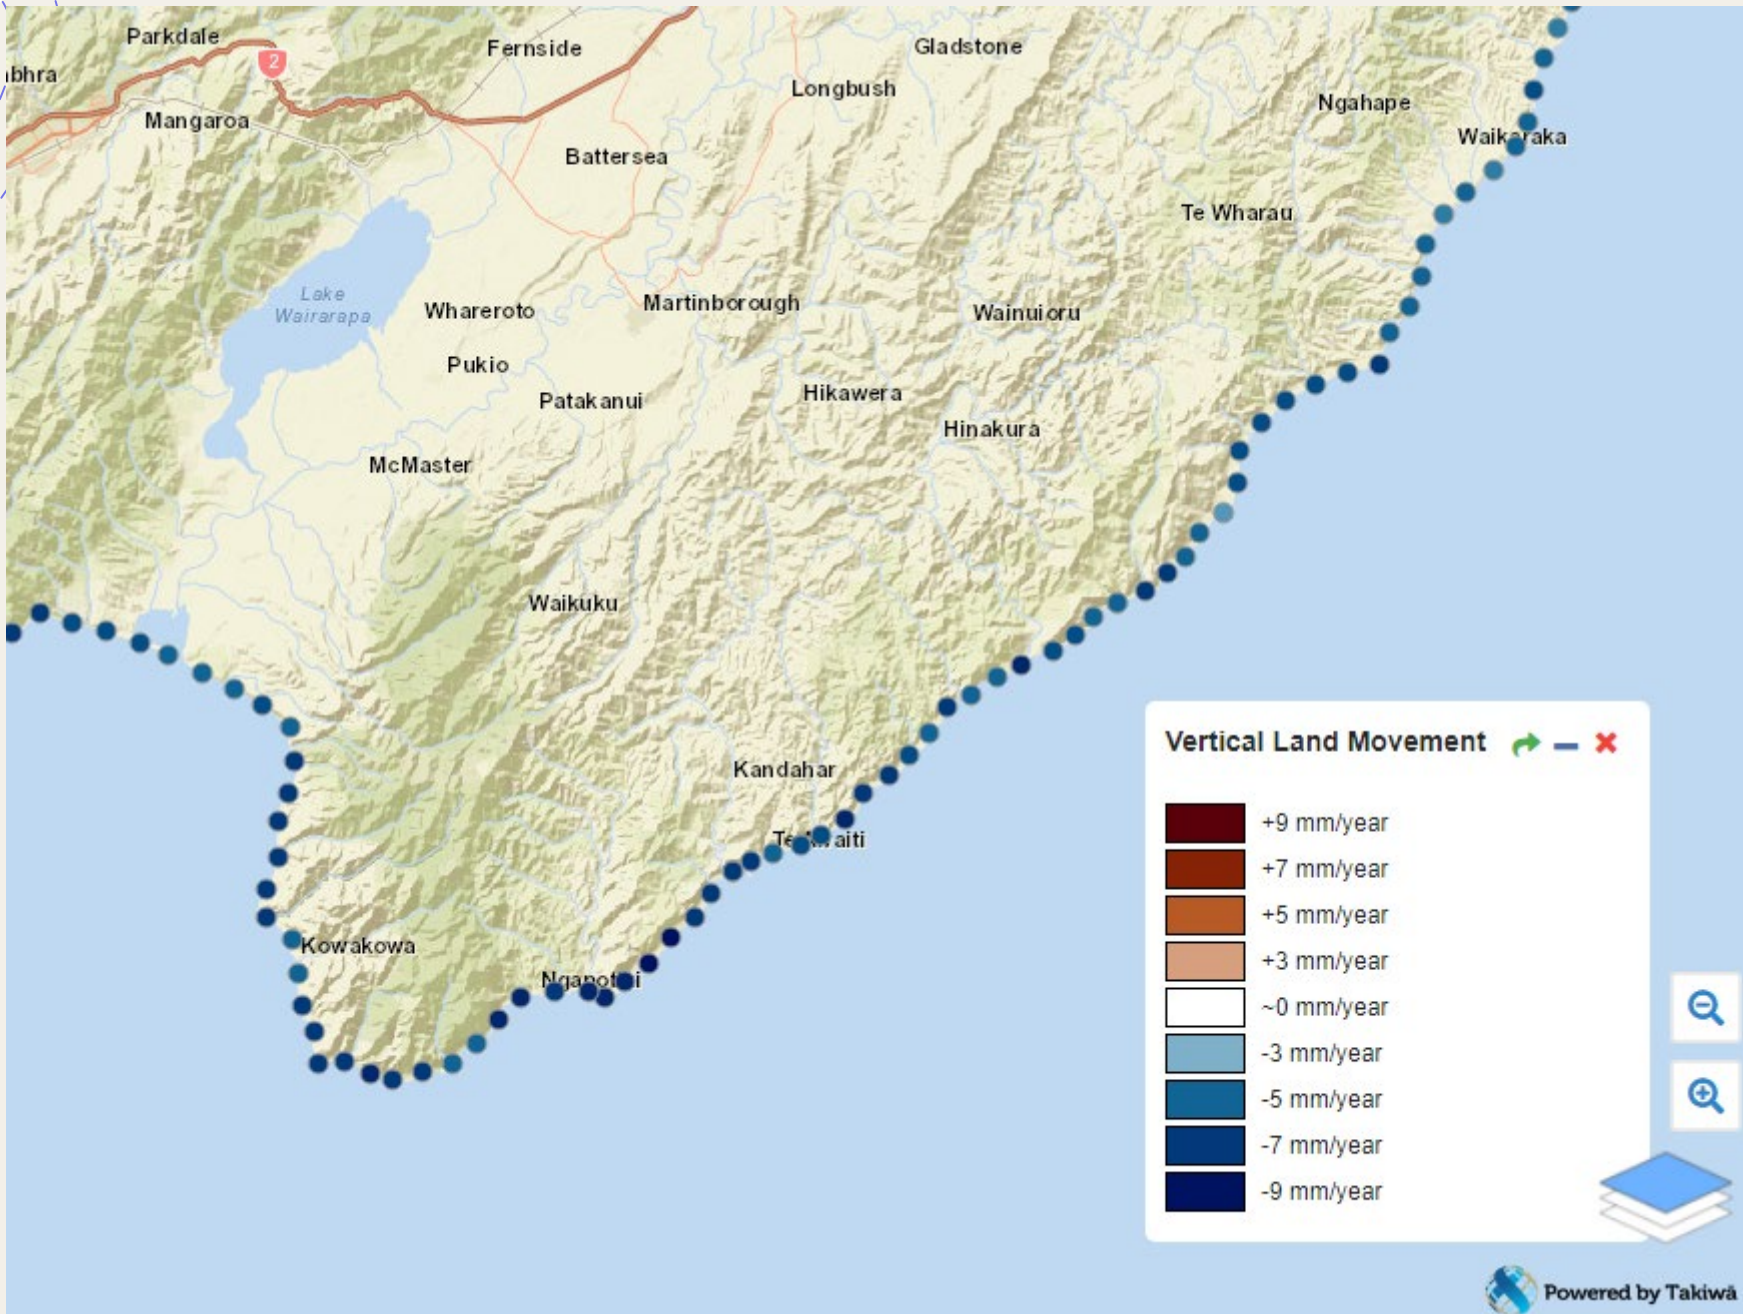 Parkdale
2
Fernside
Gladstone
Longbush
Ngahape
Mangaroa
Battersea
Te Wharau
Lake
Wairarapa
Whareroto
Martinborough
Wainuioru
Pukio
Patakanui
Hikawera
Hinakura
McMaster
Waikuku
Kandahar
Kowakowa
Vertical Land Movement
+9 mm/year
+7 mm/year
+5 mm/year
+3 mm/year
~0 mm/year
-3 mm/year
-5 mm/year
-7 mm/year
-9 mm/year
Powered by Takiwā